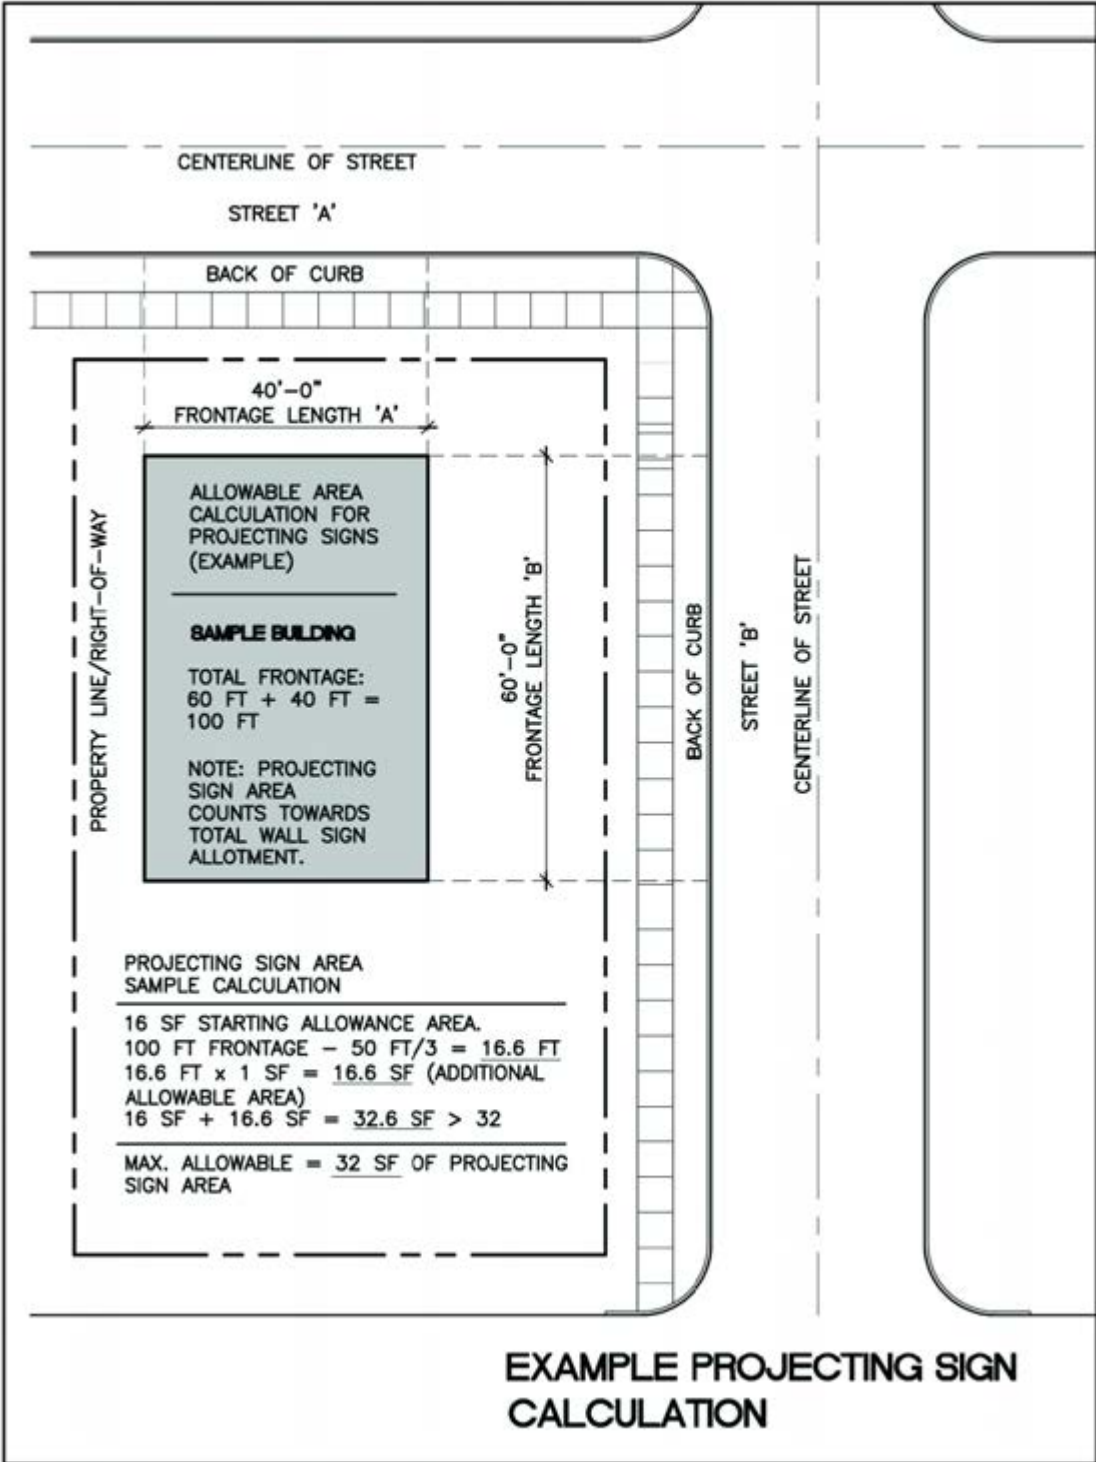 CENTERLINE OF STREET
STREET 'A'
BACK OF CURB
40'-0"
FRONTAGE LENGTH 'A'
ALLOWABLE AREA
CALCULATION FOR
PROJECTING SIGNS
(EXAMPLE)
SAMPLE BUILDING
TOTAL FRONTAGE:
60 FT + 40 FT =
100 FT
NOTE: PROJECTING
SIGN AREA
COUNTS TOWARDS
TOTAL WALL SIGN
ALLOTMENT.
PROPERTY LINE/RIGHT-OF-WAY
60'-0"
FRONTAGE LENGTH 'B'
BACK OF CURB
STREET 'B'
CENTERLINE OF STREET
PROJECTING SIGN AREA
SAMPLE CALCULATION
16 SF STARTING ALLOWANCE AREA.
100 FT FRONTAGE - 50 FT/3 = 16.6 FT
16.6 FT x 1 SF = 16.6 SF (ADDITIONAL
ALLOWABLE AREA)
16 SF + 16.6 SF = 32.6 SF > 32
MAX. ALLOWABLE = 32 SF OF PROJECTING
SIGN AREA
EXAMPLE PROJECTING SIGN
CALCULATION